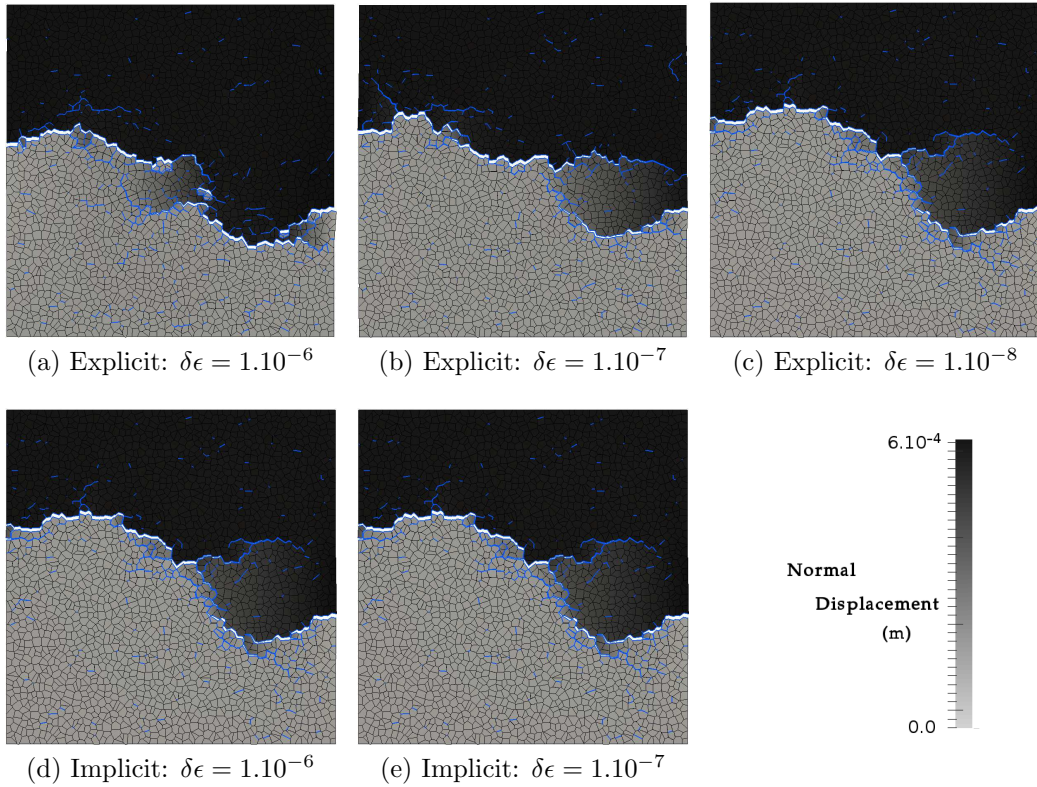 (a) Explicit: δϵ = 1.10⁻⁶
(b) Explicit: δϵ = 1.10⁻⁷
(c) Explicit: δϵ = 1.10⁻⁸
6.10⁻⁴
Normal
Displacement
(m)
0.0
(d) Implicit: δϵ = 1.10⁻⁶
(e) Implicit: δϵ = 1.10⁻⁷